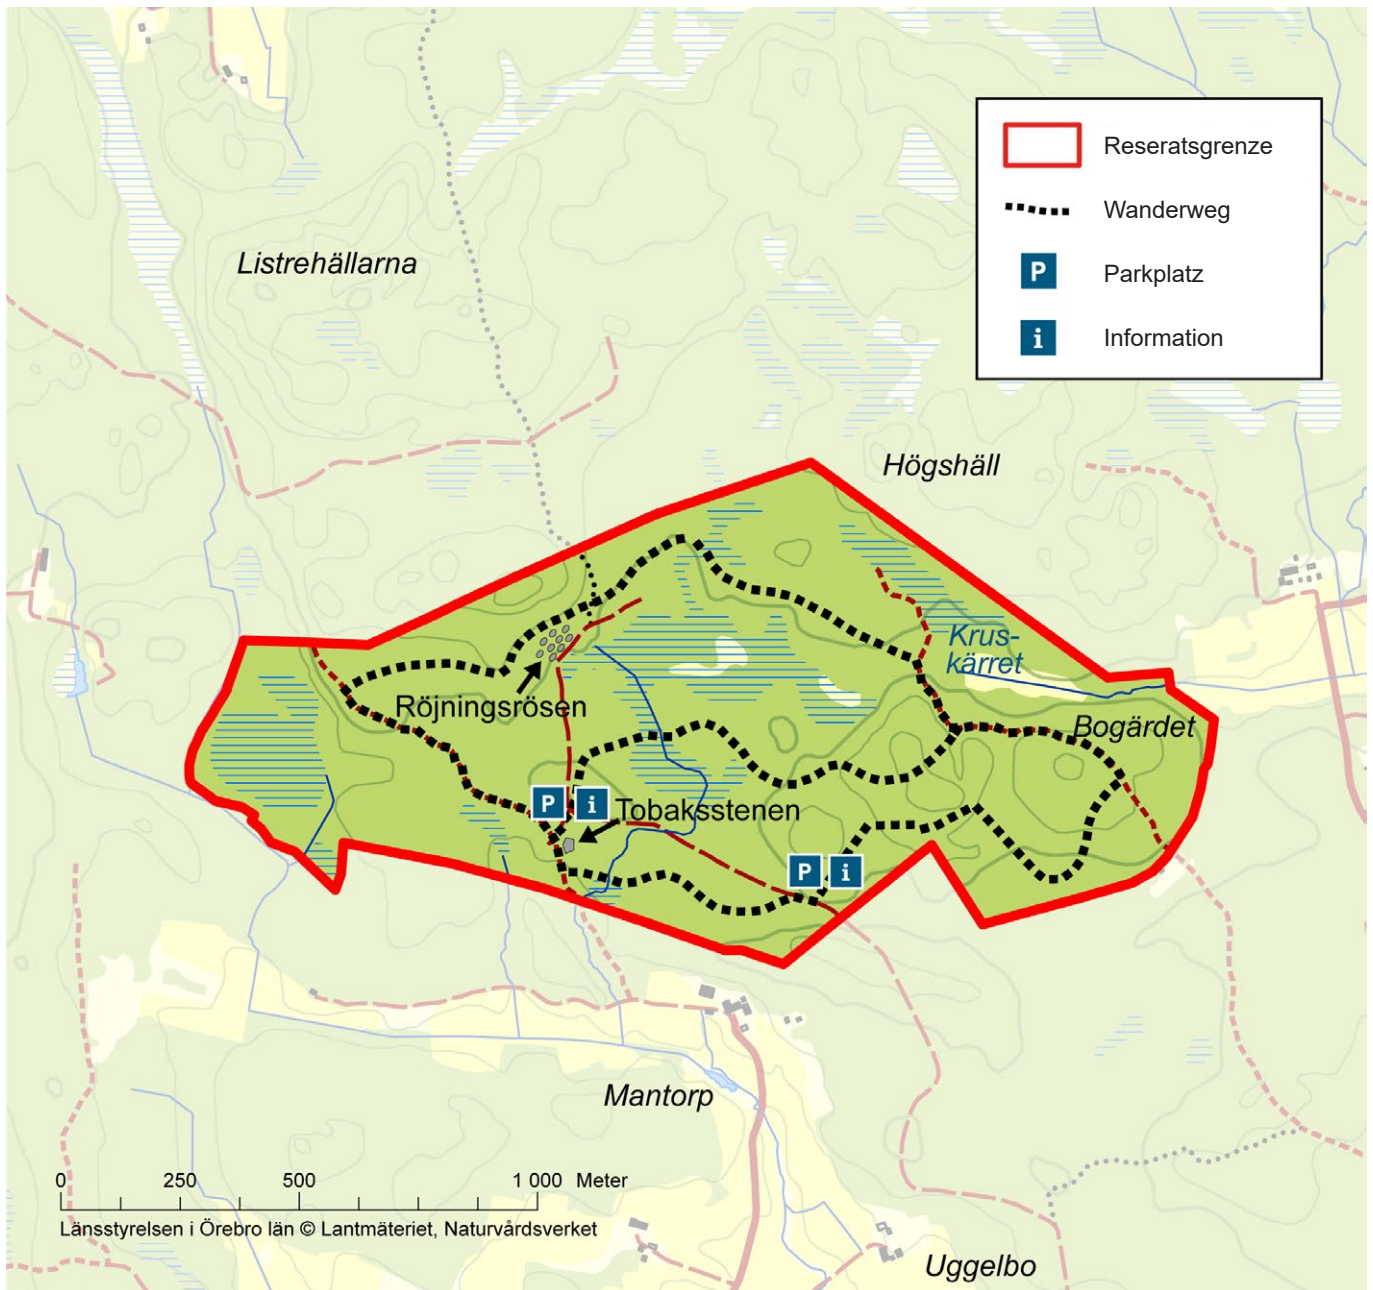 Reseratsgrenze
Wanderweg
P
Parkplatz
i
Information
Listrehällarna
Högshäll
Krus-
kärret
Röjningsrösen
Bogärdet
P
i
Tobaksstenen
P
i
Mantorp
0 250 500 1 000 Meter
Länsstyrelsen i Örebro län © Lantmäteriet, Naturvårdsverket
Uggelbo